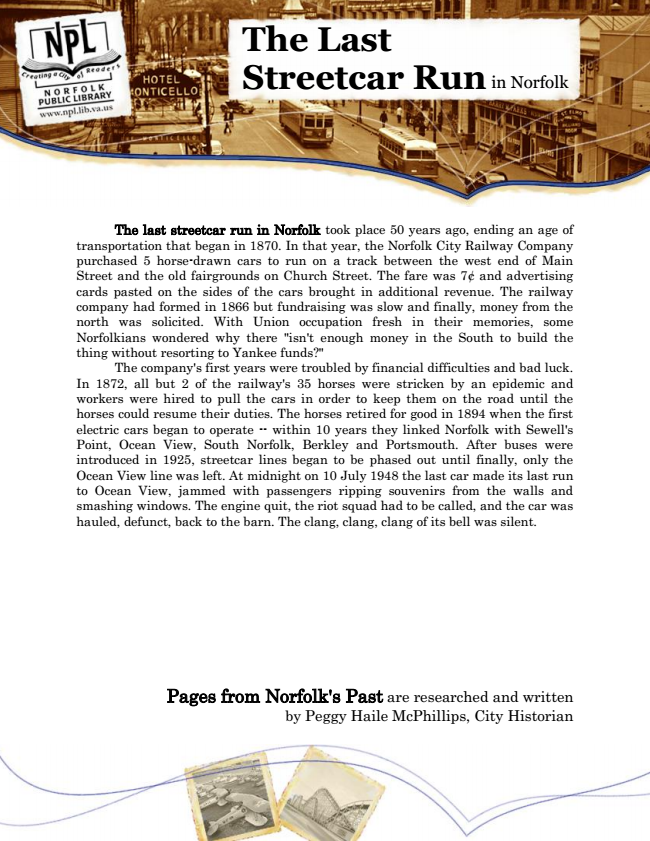 NPL
Creating a City of Readers
NORFOLK
PUBLIC LIBRARY
www.npl.lib.va.us
HOTEL
MONTICELLO
The Last
Streetcar Run in Norfolk
The last streetcar run in Norfolk took place 50 years ago, ending an age of
transportation that began in 1870. In that year, the Norfolk City Railway Company
purchased 5 horse-drawn cars to run on a track between the west end of Main
Street and the old fairgrounds on Church Street. The fare was 7¢ and advertising
cards pasted on the sides of the cars brought in additional revenue. The railway
company had formed in 1866 but fundraising was slow and finally, money from the
north was solicited. With Union occupation fresh in their memories, some
Norfolkians wondered why there "isn't enough money in the South to build the
thing without resorting to Yankee funds?"
The company's first years were troubled by financial difficulties and bad luck.
In 1872, all but 2 of the railway's 35 horses were stricken by an epidemic and
workers were hired to pull the cars in order to keep them on the road until the
horses could resume their duties. The horses retired for good in 1894 when the first
electric cars began to operate -- within 10 years they linked Norfolk with Sewell's
Point, Ocean View, South Norfolk, Berkley and Portsmouth. After buses were
introduced in 1925, streetcar lines began to be phased out until finally, only the
Ocean View line was left. At midnight on 10 July 1948 the last car made its last run
to Ocean View, jammed with passengers ripping souvenirs from the walls and
smashing windows. The engine quit, the riot squad had to be called, and the car was
hauled, defunct, back to the barn. The clang, clang, clang of its bell was silent.
Pages from Norfolk's Past are researched and written
by Peggy Haile McPhillips, City Historian